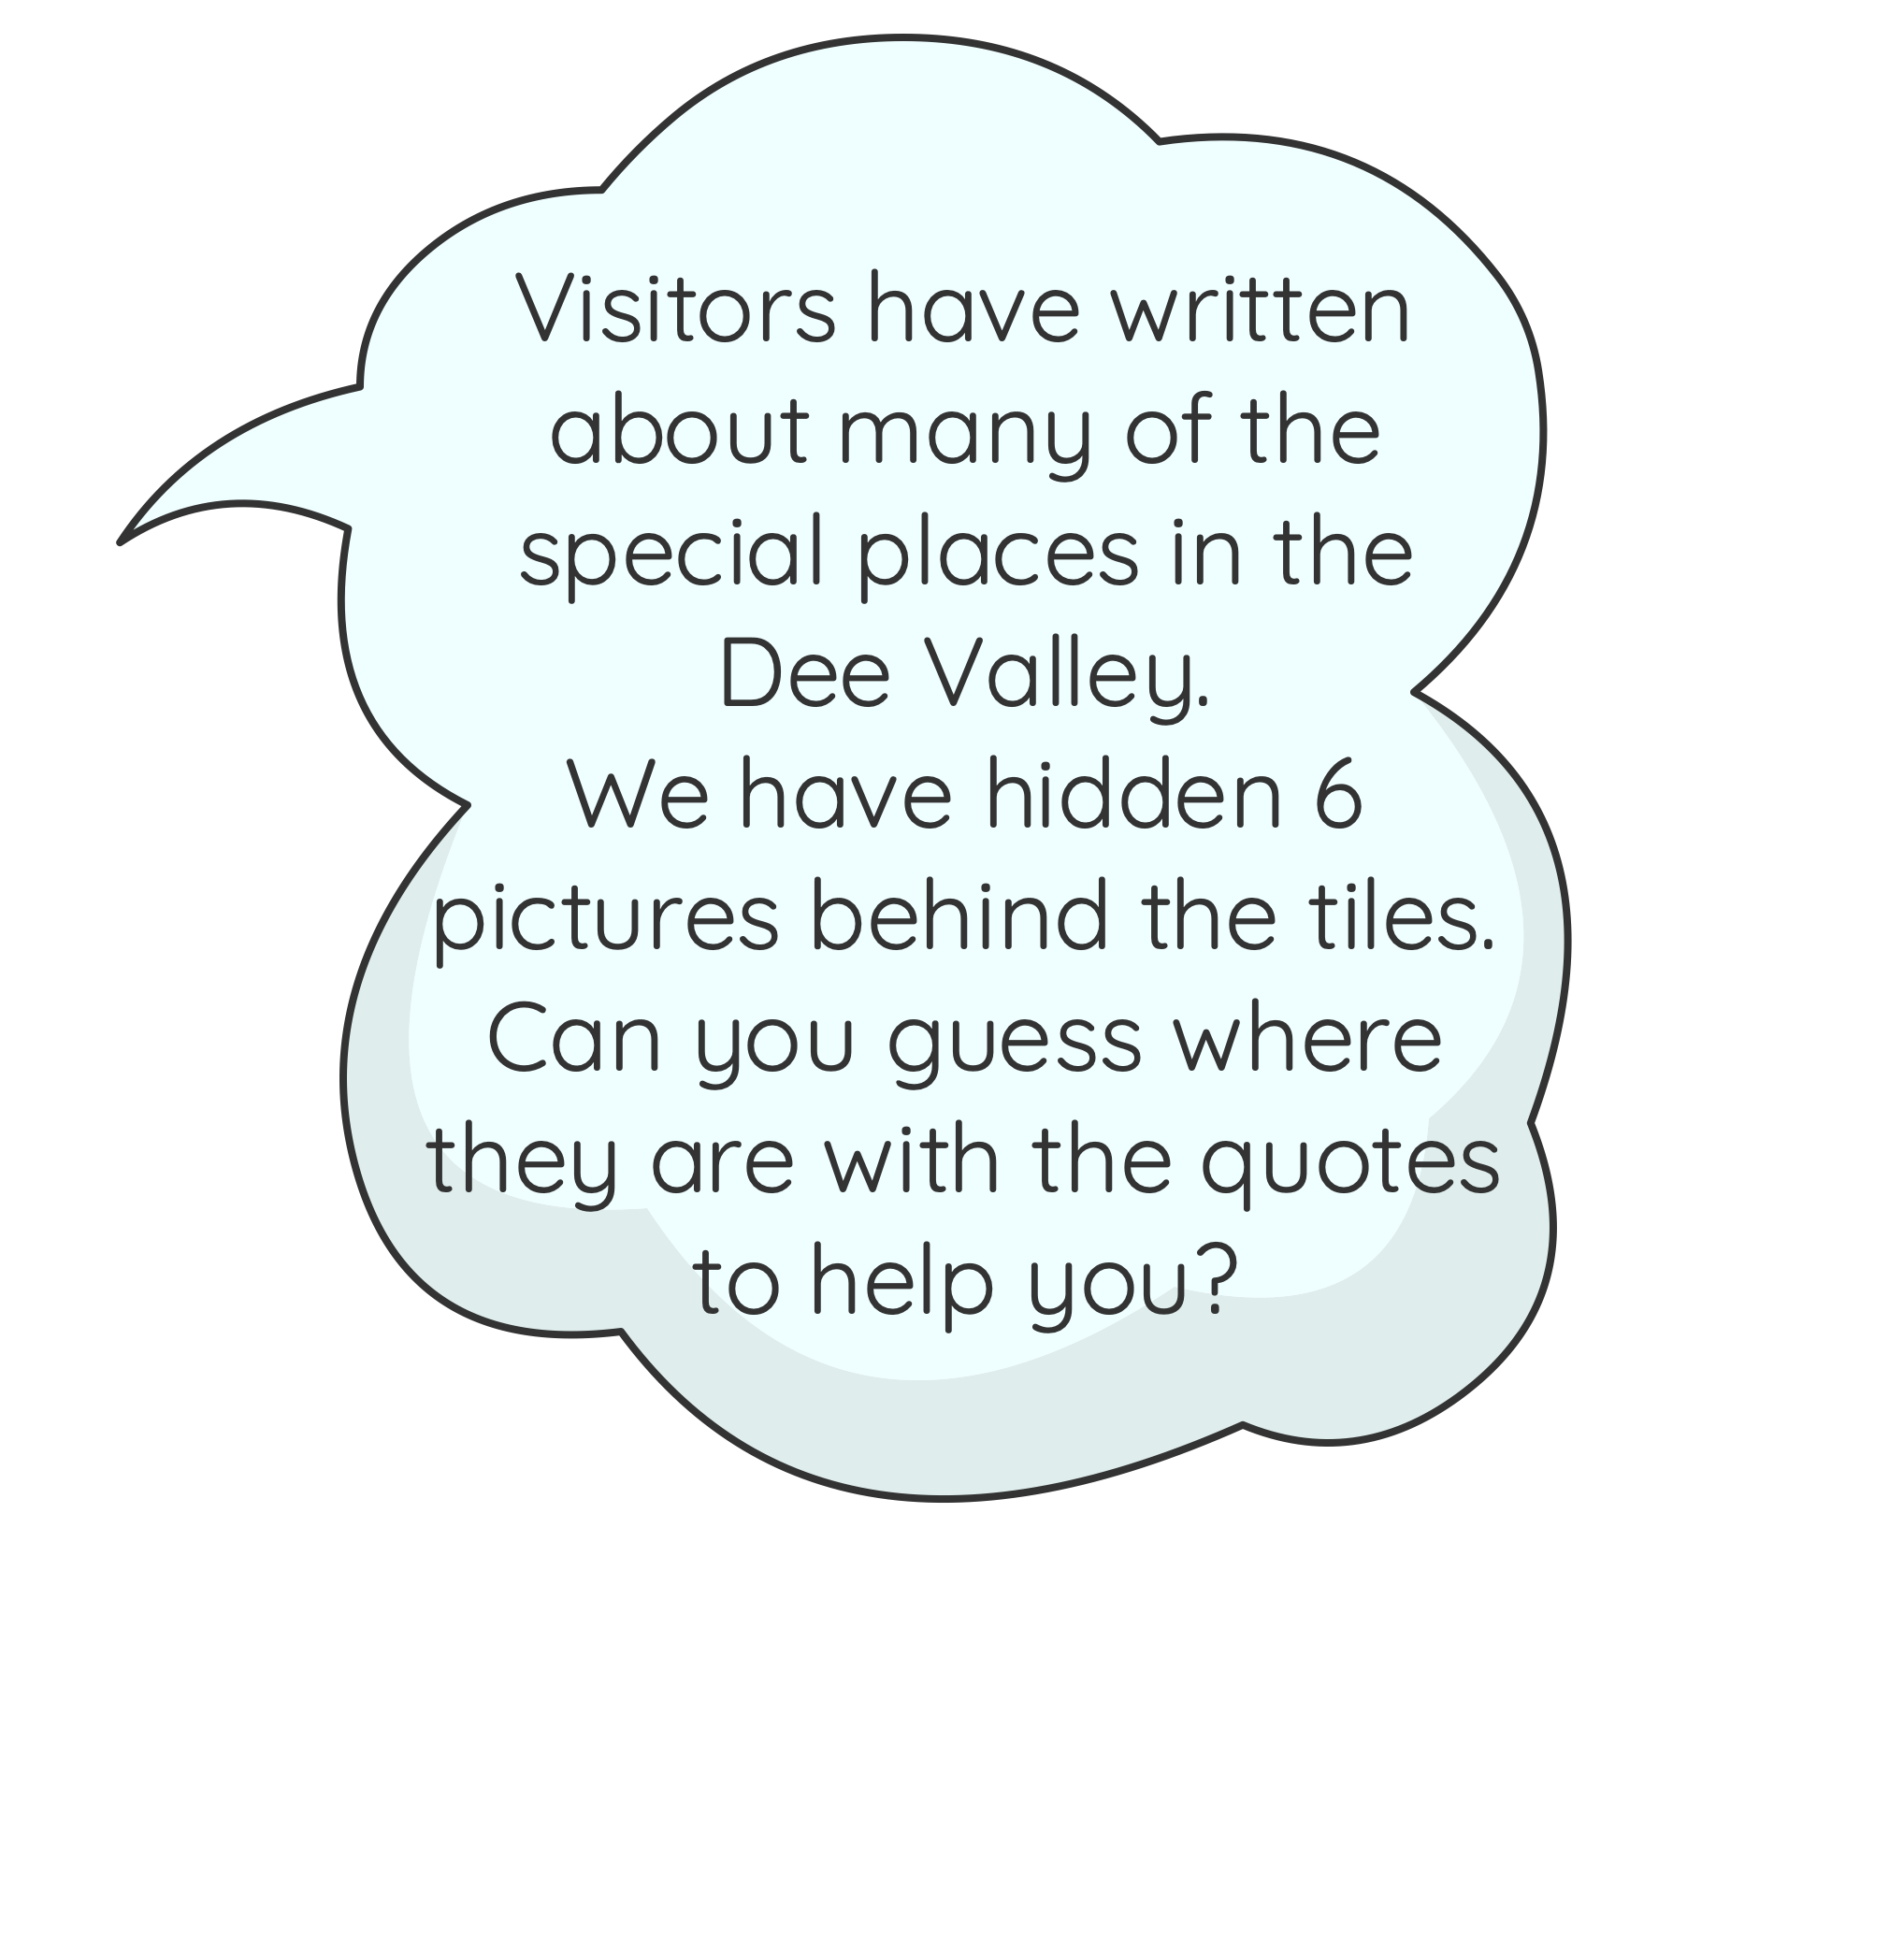 Visitors have written
about many of the
special places in the
Dee Valley.
We have hidden 6
pictures behind the tiles.
Can you guess where
they are with the quotes
to help you?